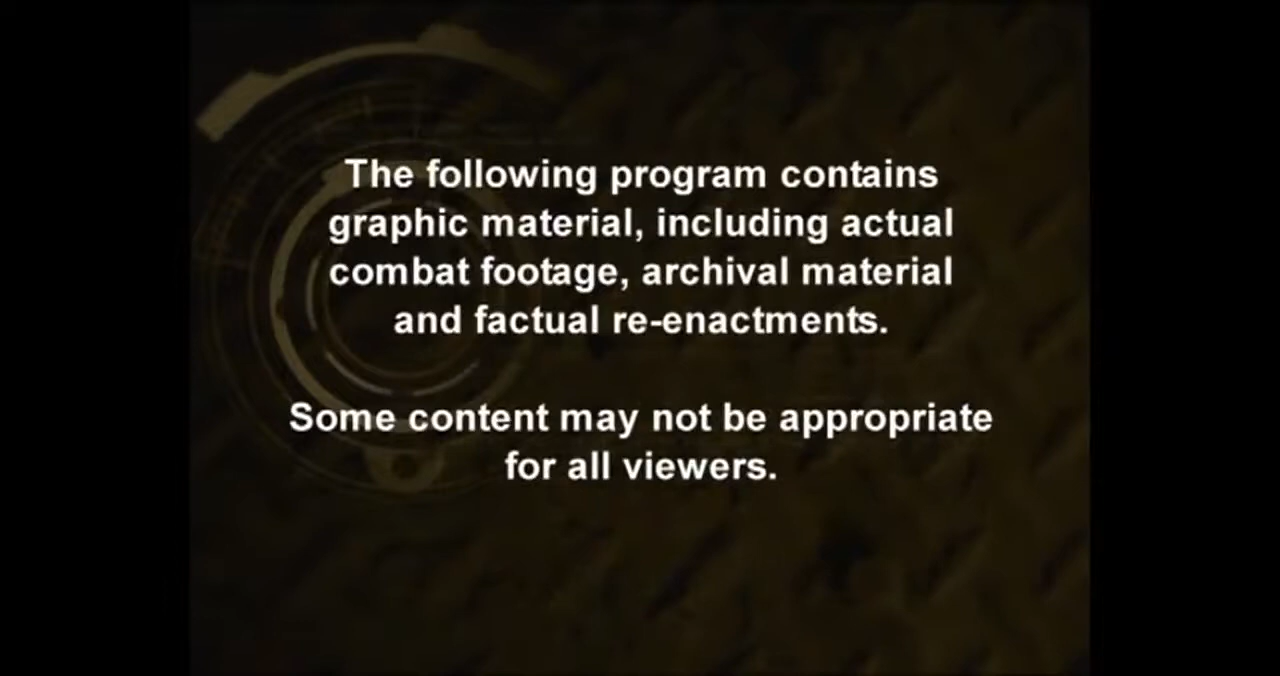 The following program contains
graphic material, including actual
combat footage, archival material
and factual re-enactments.
Some content may not be appropriate
for all viewers.